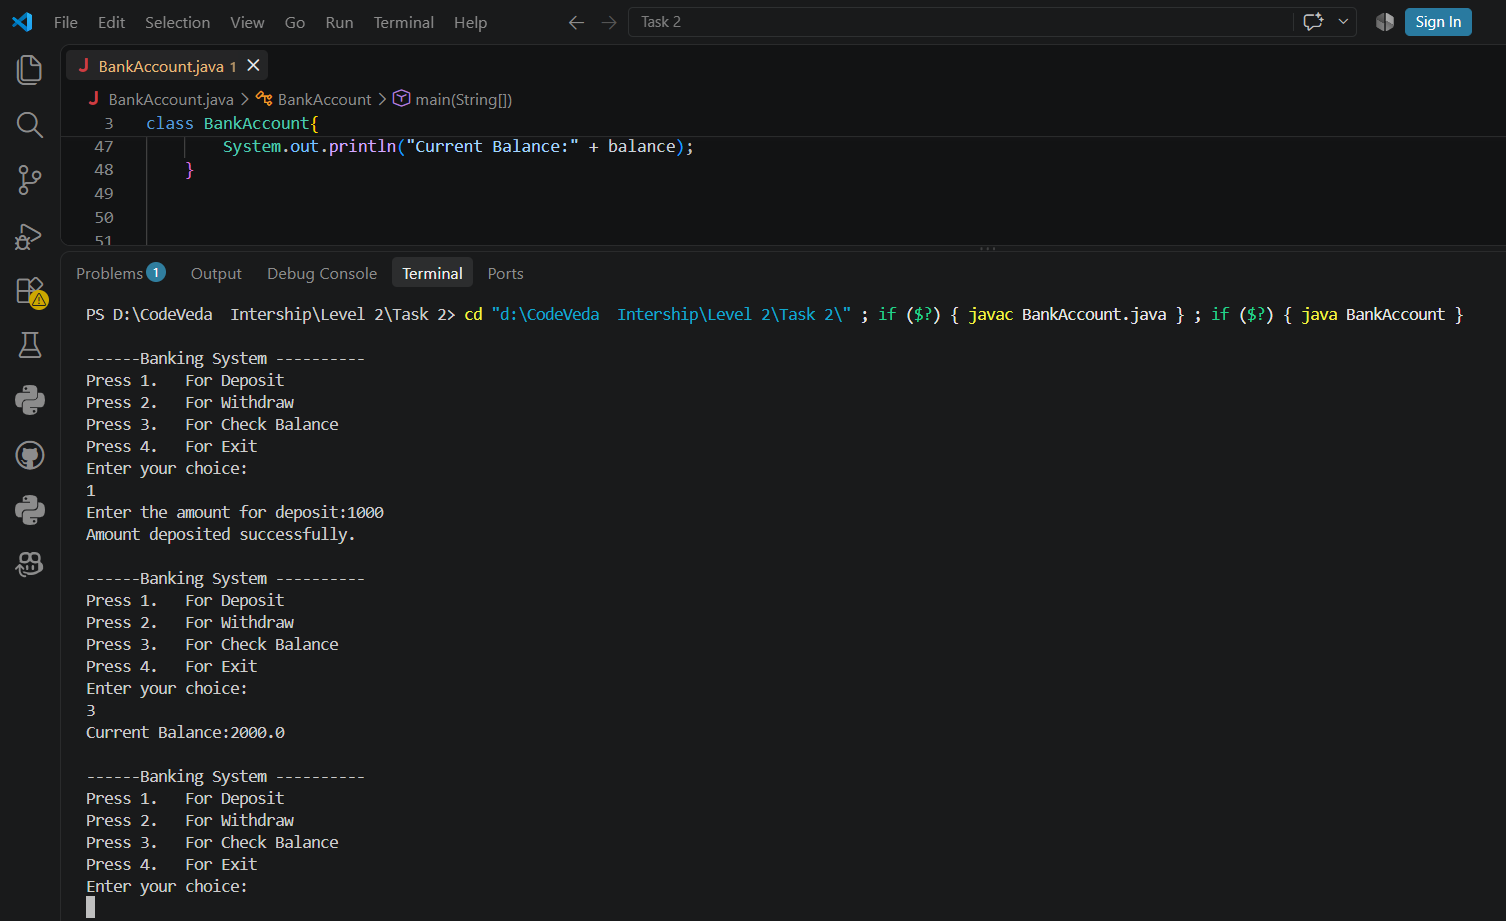 File Edit Selection View Go Run Terminal Help
Task 2
Sign In
BankAccount.java 1
BankAccount.java > BankAccount > main(String[])
3 class BankAccount{
47 System.out.println("Current Balance:" + balance);
48 }
49
50
51
Problems 1 Output Debug Console Terminal Ports
PS D:\CodeVeda  Intership\Level 2\Task 2> cd "d:\CodeVeda  Intership\Level 2\Task 2\" ; if ($?) { javac BankAccount.java } ; if ($?) { java BankAccount }
------Banking System ----------
Press 1.   For Deposit
Press 2.   For Withdraw
Press 3.   For Check Balance
Press 4.   For Exit
Enter your choice:
1
Enter the amount for deposit:1000
Amount deposited successfully.
------Banking System ----------
Press 1.   For Deposit
Press 2.   For Withdraw
Press 3.   For Check Balance
Press 4.   For Exit
Enter your choice:
3
Current Balance:2000.0
------Banking System ----------
Press 1.   For Deposit
Press 2.   For Withdraw
Press 3.   For Check Balance
Press 4.   For Exit
Enter your choice: